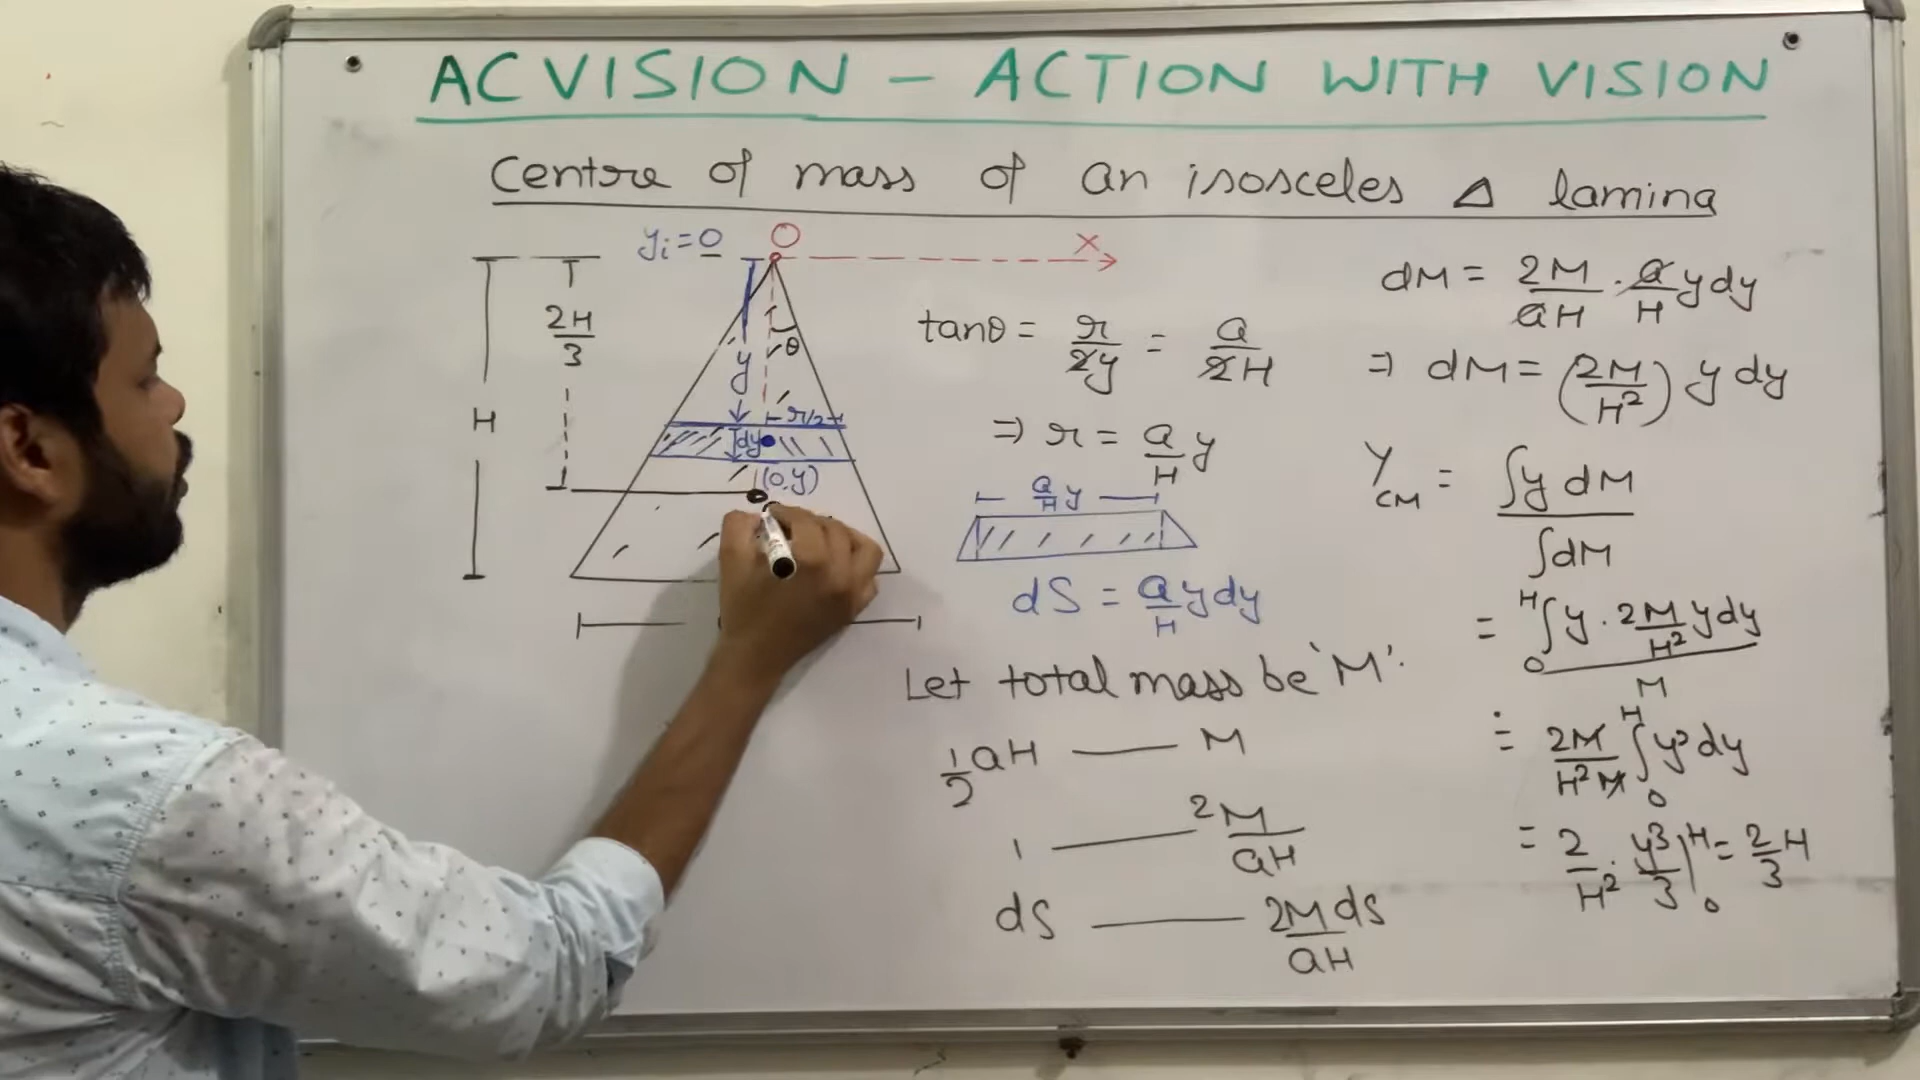 ACVISION - ACTION WITH VISION
Centre of mass of an isosceles Δ lamina
yᵢ = 0
O
X
2H/3
H
y
θ
r/2
dy
(0,y)
tanθ = r/2y = a/2H
⇒ r = a/H y
a/H y
dS = a/H y dy
Let total mass be 'M'.
1/2 aH — M
1 — 2M/aH
dS — 2M dS/aH
dM = 2M/aH · a/H y dy
⇒ dM = (2M/H²) y dy
Y_CM = ∫y dM / ∫dM
= ₀ᴴ∫ y · 2M/H² y dy / M
= 2M/H²M ₀∫ᴴ y² dy
= 2/H² · y³/3 |₀ᴴ = 2/3 H